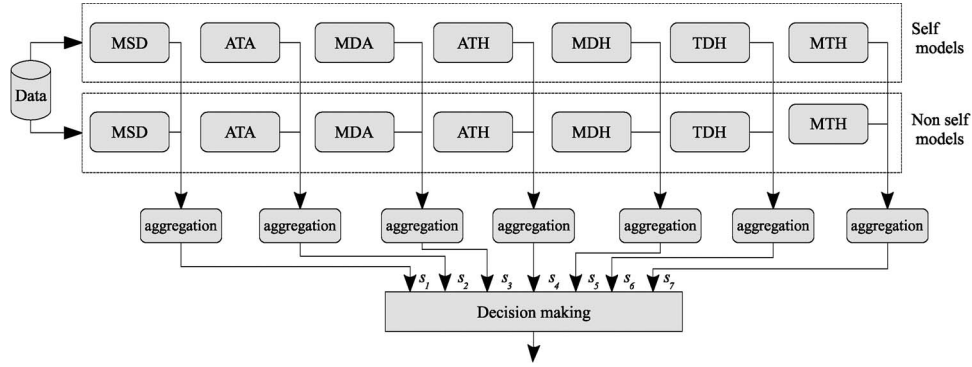 MSD ATA MDA ATH MDH TDH MTH
Self
models
Data
MSD ATA MDA ATH MDH TDH MTH
Non self
models
aggregation aggregation aggregation aggregation aggregation aggregation aggregation
s1 s2 s3 s4 s5 s6 s7
Decision making